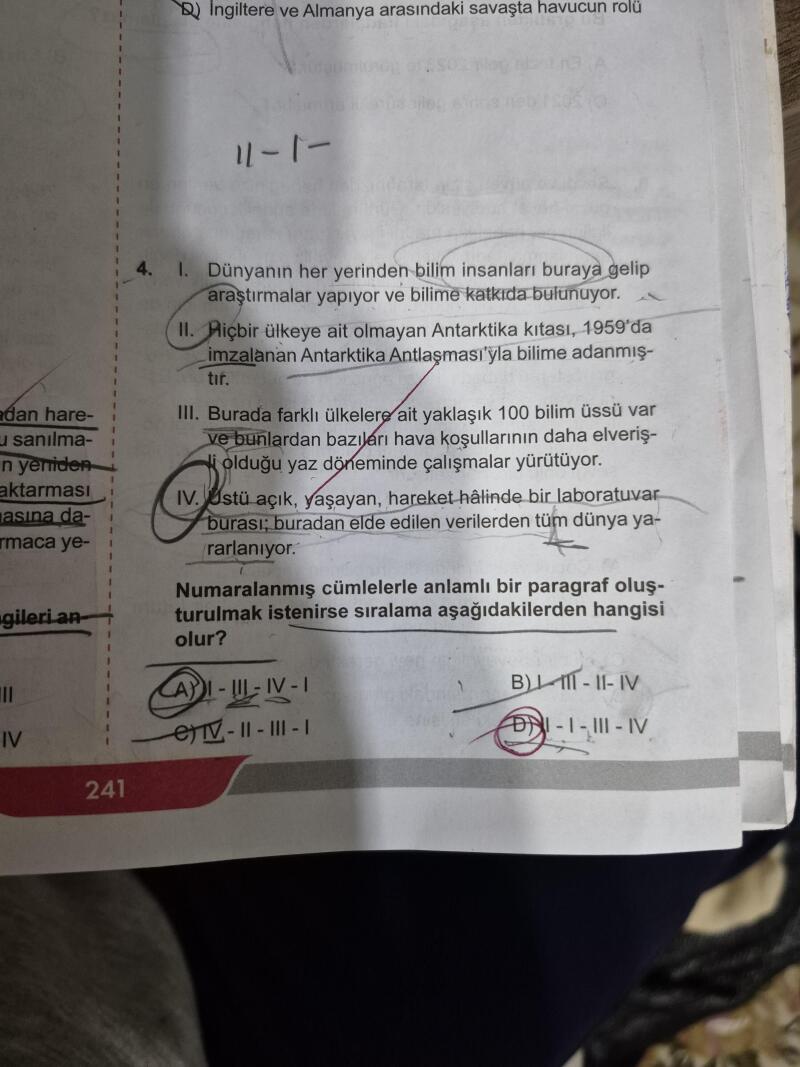 D) İngiltere ve Almanya arasındaki savaşta havucun rolü
II - I -
4. I. Dünyanın her yerinden bilim insanları buraya gelip
araştırmalar yapıyor ve bilime katkıda bulunuyor.
II. Hiçbir ülkeye ait olmayan Antarktika kıtası, 1959'da
imzalanan Antarktika Antlaşması'yla bilime adanmış-
tır.
III. Burada farklı ülkelere ait yaklaşık 100 bilim üssü var
ve bunlardan bazıları hava koşullarının daha elveriş-
li olduğu yaz döneminde çalışmalar yürütüyor.
IV. Üstü açık, yaşayan, hareket hâlinde bir laboratuvar
burası; buradan elde edilen verilerden tüm dünya ya-
rarlanıyor.
Numaralanmış cümlelerle anlamlı bir paragraf oluş-
turulmak istenirse sıralama aşağıdakilerden hangisi
olur?
A) I - III - IV - I
B) I - III - II- IV
C) IV - II - III - I
D) II - I - III - IV
adan hare-
u sanılma-
n yeniden
aktarması
masına da-
rmaca ye-
gileri an-
III
IV
241